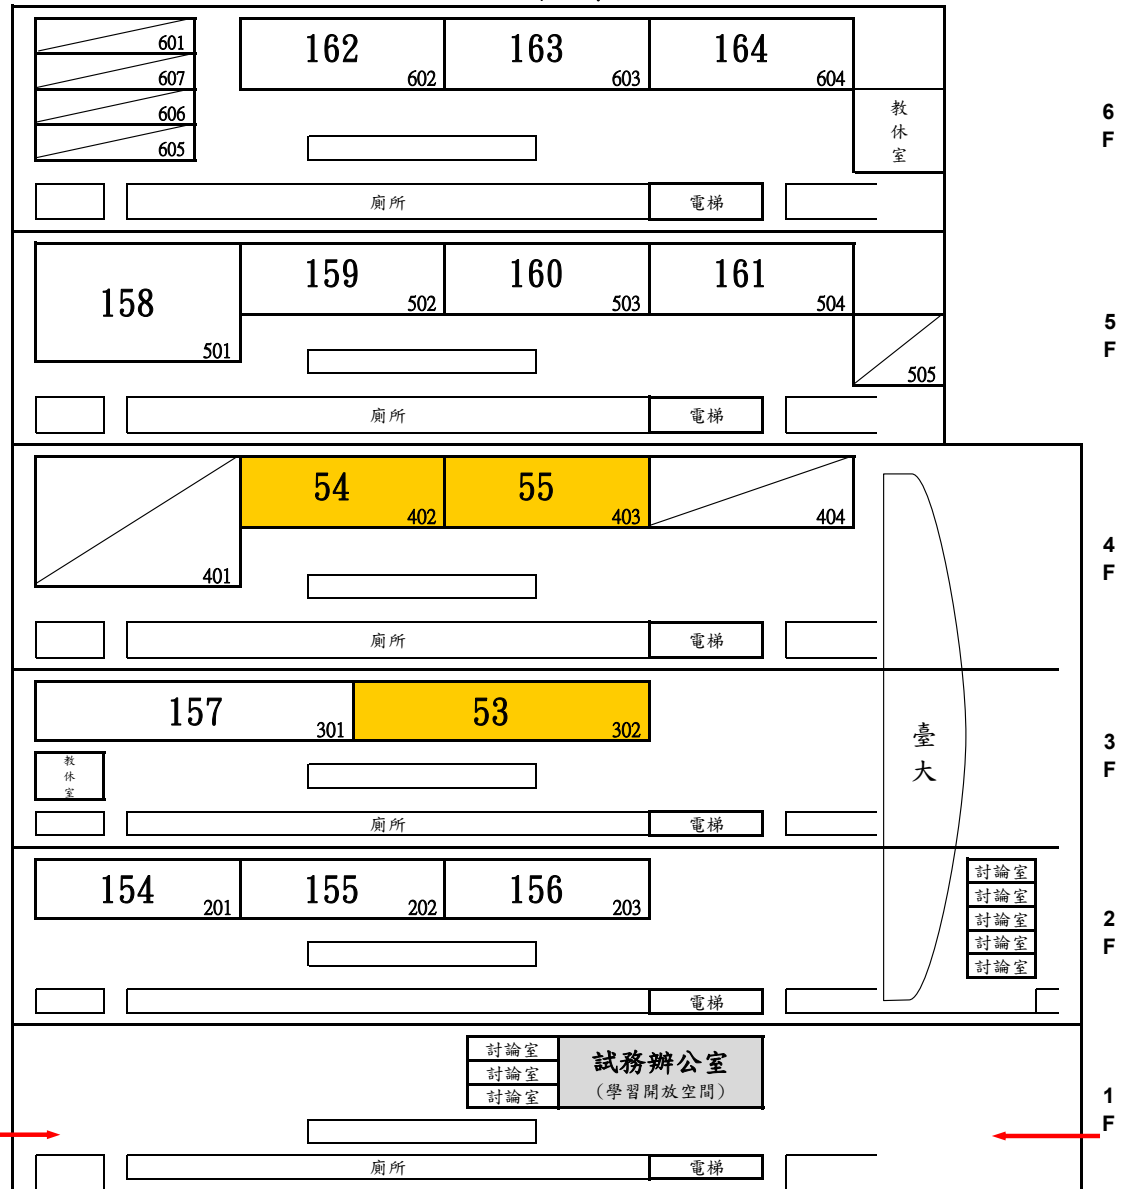 601
162
602
163
603
164
604
607
606
605
教
休
室
6
F
廁所
電梯
158
501
159
502
160
503
161
504
505
5
F
廁所
電梯
401
54
402
55
403
404
4
F
廁所
電梯
157
301
53
302
教
休
室
臺
大
3
F
廁所
電梯
154
201
155
202
156
203
討論室
討論室
討論室
討論室
討論室
2
F
電梯
討論室
討論室
討論室
試務辦公室
(學習開放空間)
1
F
廁所
電梯